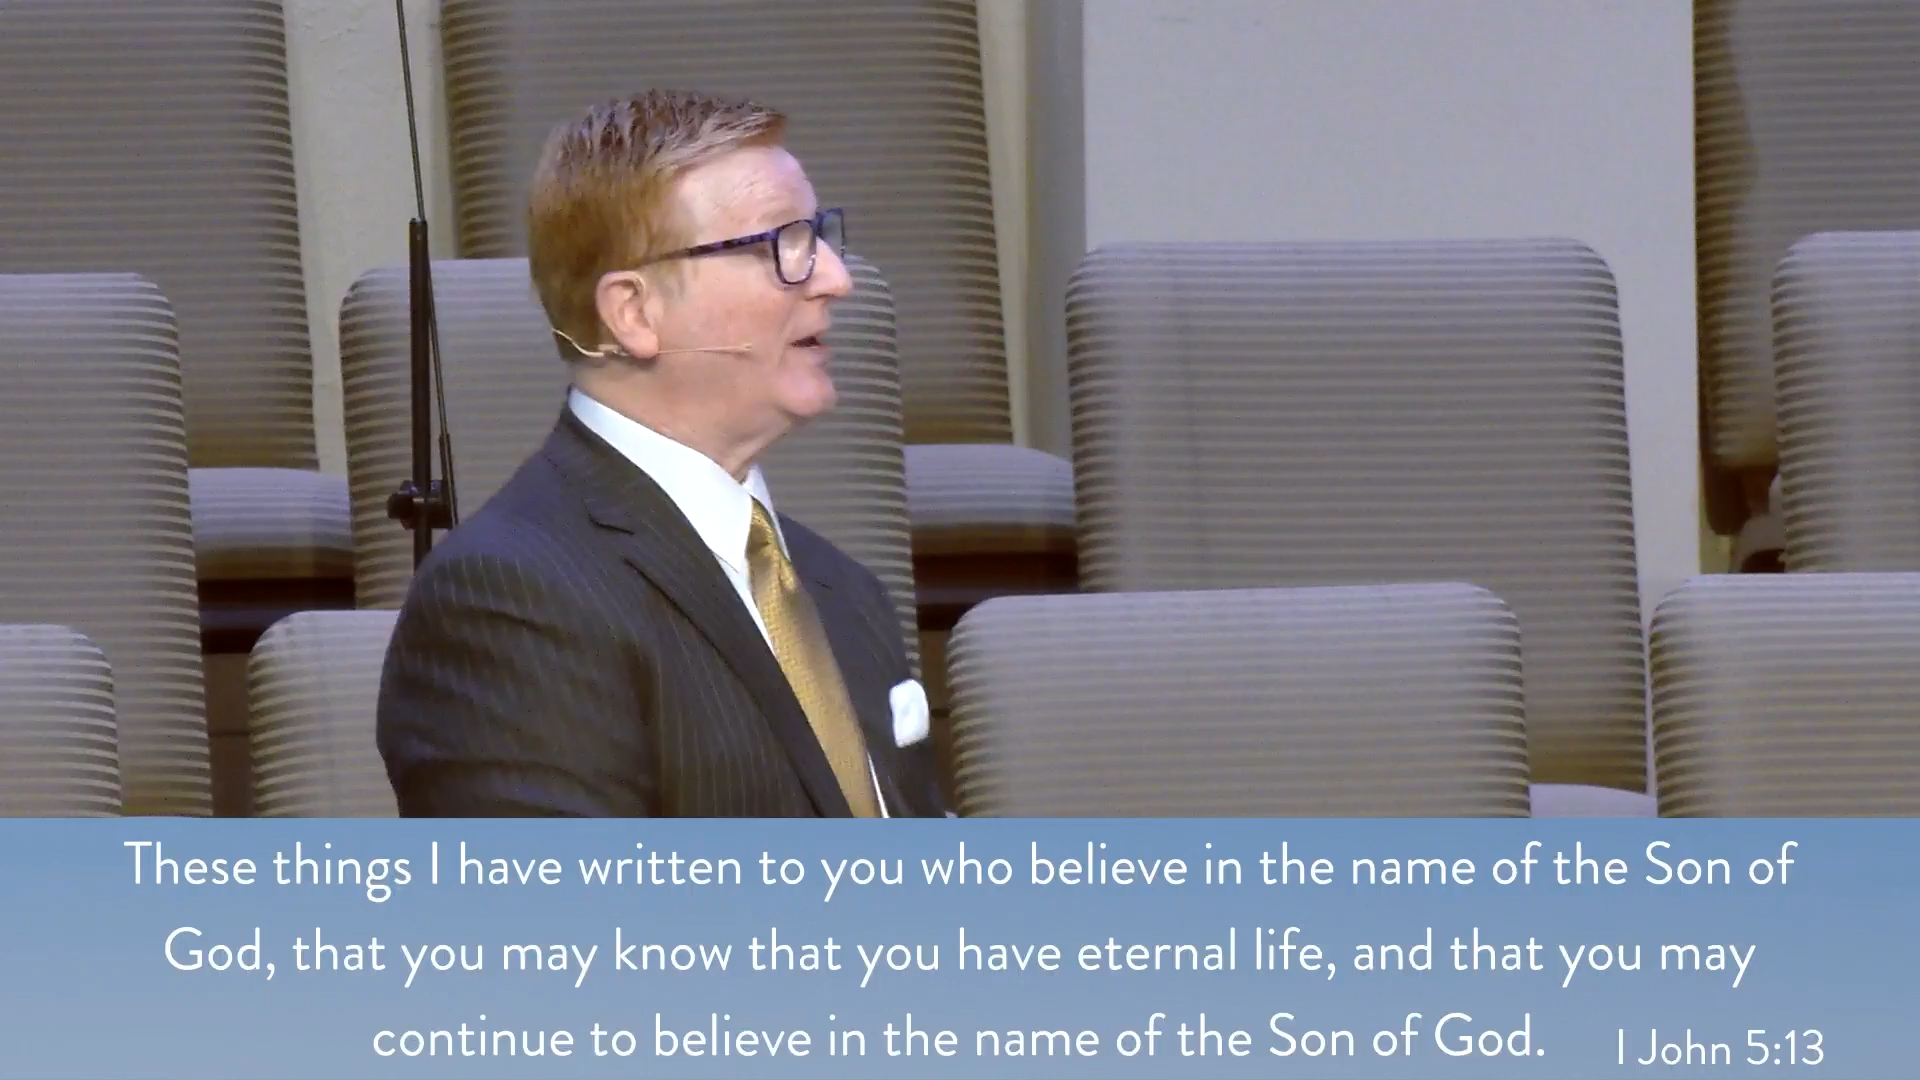 These things I have written to you who believe in the name of the Son of
God, that you may know that you have eternal life, and that you may
continue to believe in the name of the Son of God.
I John 5:13